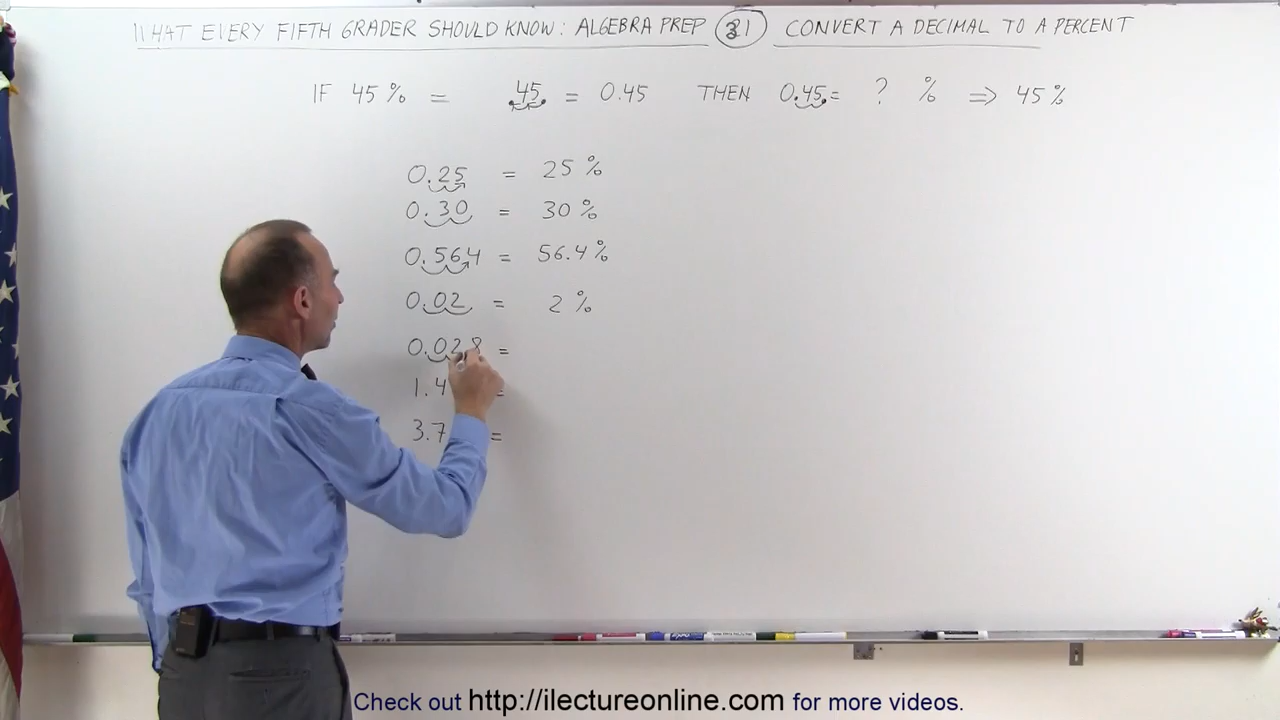 WHAT EVERY FIFTH GRADER SHOULD KNOW: ALGEBRA PREP 31 CONVERT A DECIMAL TO A PERCENT
IF 45% = .45. = 0.45 THEN 0.45. = ? % ⇒ 45%
0.25 = 25%
0.30 = 30%
0.564 = 56.4%
0.02 = 2%
0.028 =
1.4 =
3.7 =
Check out http://ilectureonline.com for more videos.